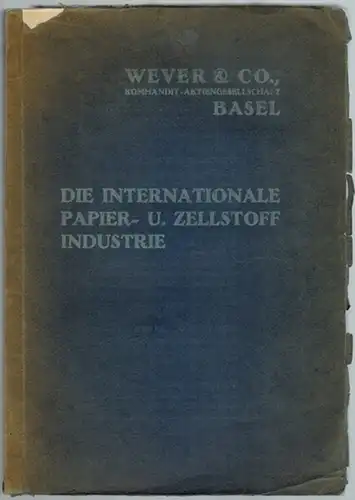 WEVER & CO.,
KOMMANDIT-AKTIENGESELLSCHAFT
BASEL
DIE INTERNATIONALE
PAPIER- U. ZELLSTOFF
INDUSTRIE